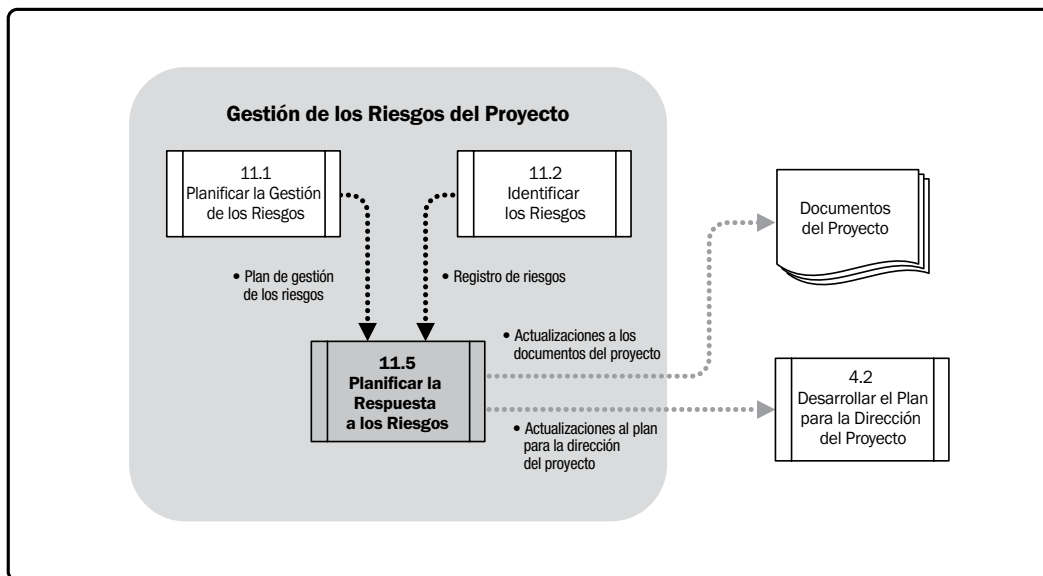 Gestión de los Riesgos del Proyecto
11.1
Planificar la Gestión
de los Riesgos
11.2
Identificar
los Riesgos
• Plan de gestión
de los riesgos
• Registro de riesgos
11.5
Planificar la
Respuesta
a los Riesgos
• Actualizaciones a los
documentos del proyecto
• Actualizaciones al plan
para la dirección
del proyecto
Documentos
del Proyecto
4.2
Desarrollar el Plan
para la Dirección
del Proyecto